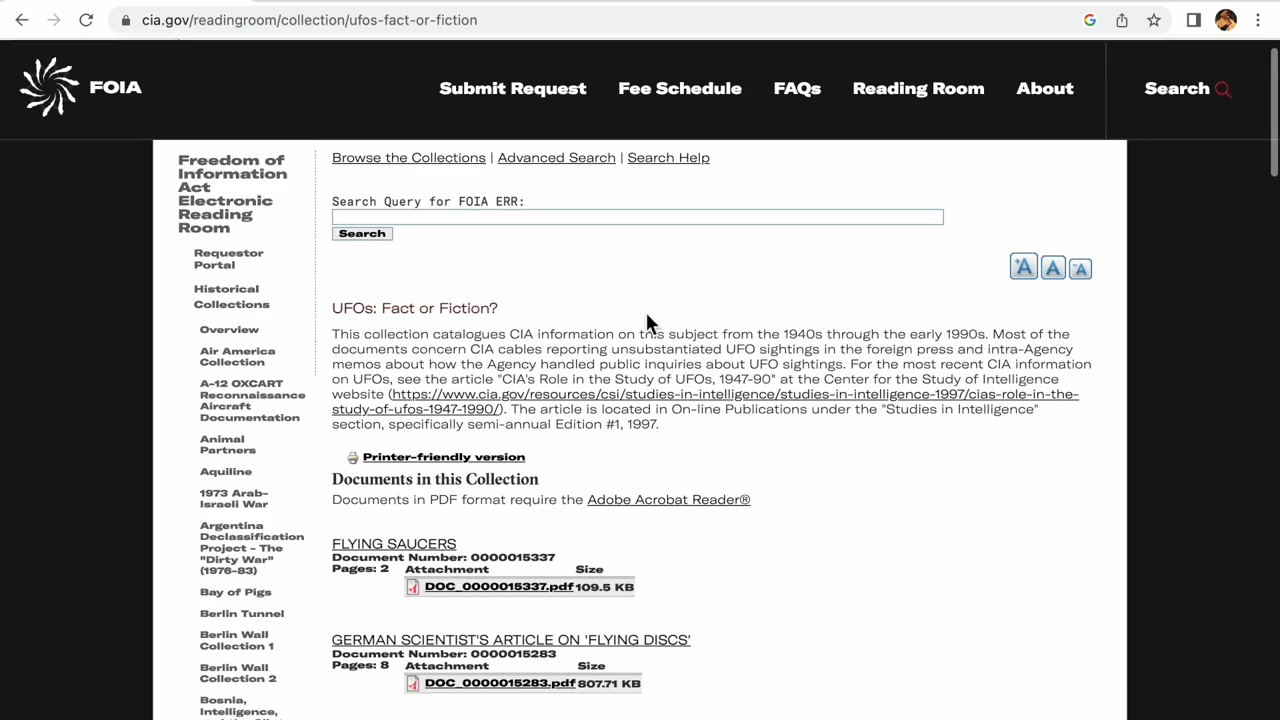 cia.gov/readingroom/collection/ufos-fact-or-fiction
FOIA
Submit Request
Fee Schedule
FAQs
Reading Room
About
Search
Freedom of
Information
Act
Electronic
Reading
Room
Requestor
Portal
Historical
Collections
Overview
Air America
Collection
A-12 OXCART
Reconnaissance
Aircraft
Documentation
Animal
Partners
Aquiline
1973 Arab-
Israeli War
Argentina
Declassification
Project - The
"Dirty War"
(1976-83)
Bay of Pigs
Berlin Tunnel
Berlin Wall
Collection 1
Berlin Wall
Collection 2
Bosnia,
Intelligence,
Browse the Collections | Advanced Search | Search Help
Search Query for FOIA ERR:
Search
+A A -A
UFOs: Fact or Fiction?
This collection catalogues CIA information on this subject from the 1940s through the early 1990s. Most of the
documents concern CIA cables reporting unsubstantiated UFO sightings in the foreign press and intra-Agency
memos about how the Agency handled public inquiries about UFO sightings. For the most recent CIA information
on UFOs, see the article "CIA's Role in the Study of UFOs, 1947-90" at the Center for the Study of Intelligence
website (https://www.cia.gov/resources/csi/studies-in-intelligence/studies-in-intelligence-1997/cias-role-in-the-
study-of-ufos-1947-1990/). The article is located in On-line Publications under the "Studies in Intelligence"
section, specifically semi-annual Edition #1, 1997.
Printer-friendly version
Documents in this Collection
Documents in PDF format require the Adobe Acrobat Reader®
FLYING SAUCERS
Document Number: 0000015337
Pages: 2
Attachment Size
DOC_0000015337.pdf 109.5 KB
GERMAN SCIENTIST'S ARTICLE ON 'FLYING DISCS'
Document Number: 0000015283
Pages: 8
Attachment Size
DOC_0000015283.pdf 807.71 KB